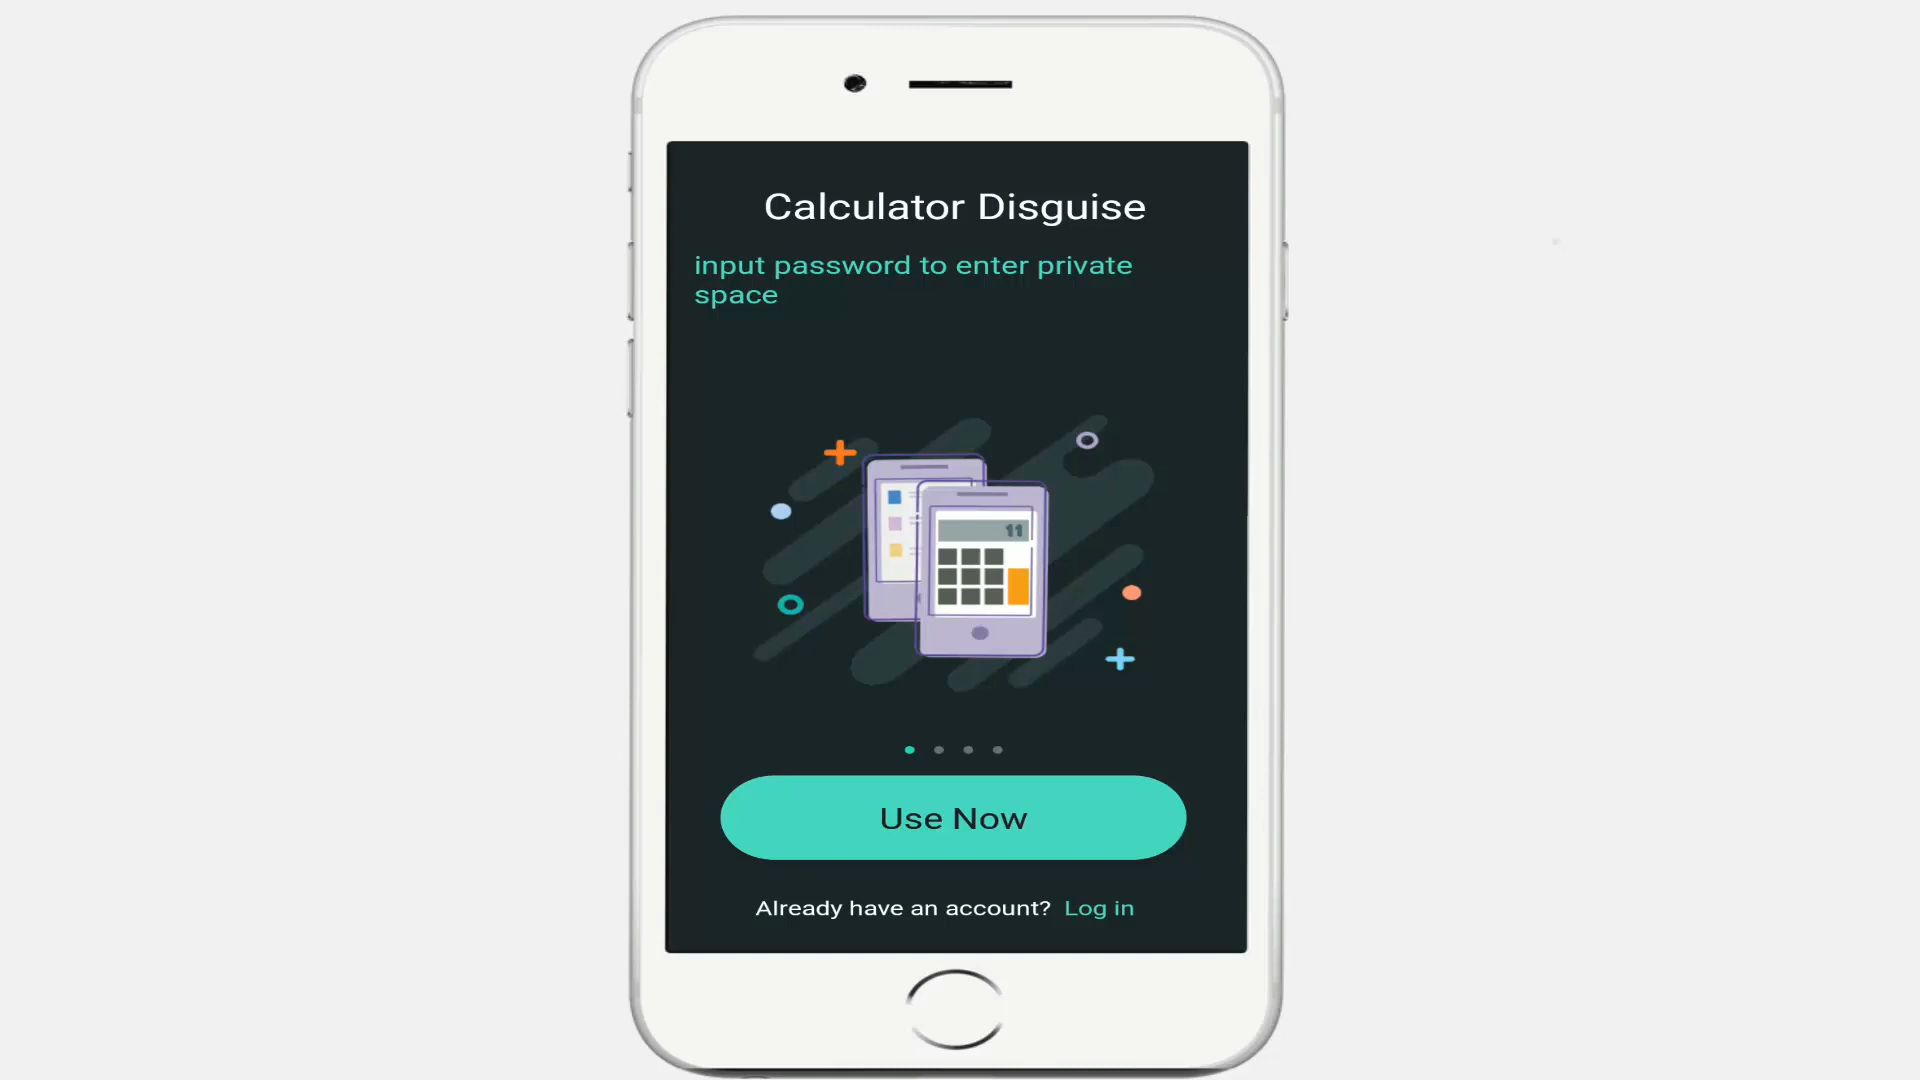 Calculator Disguise
input password to enter private
space
11
Use Now
Already have an account? Log in